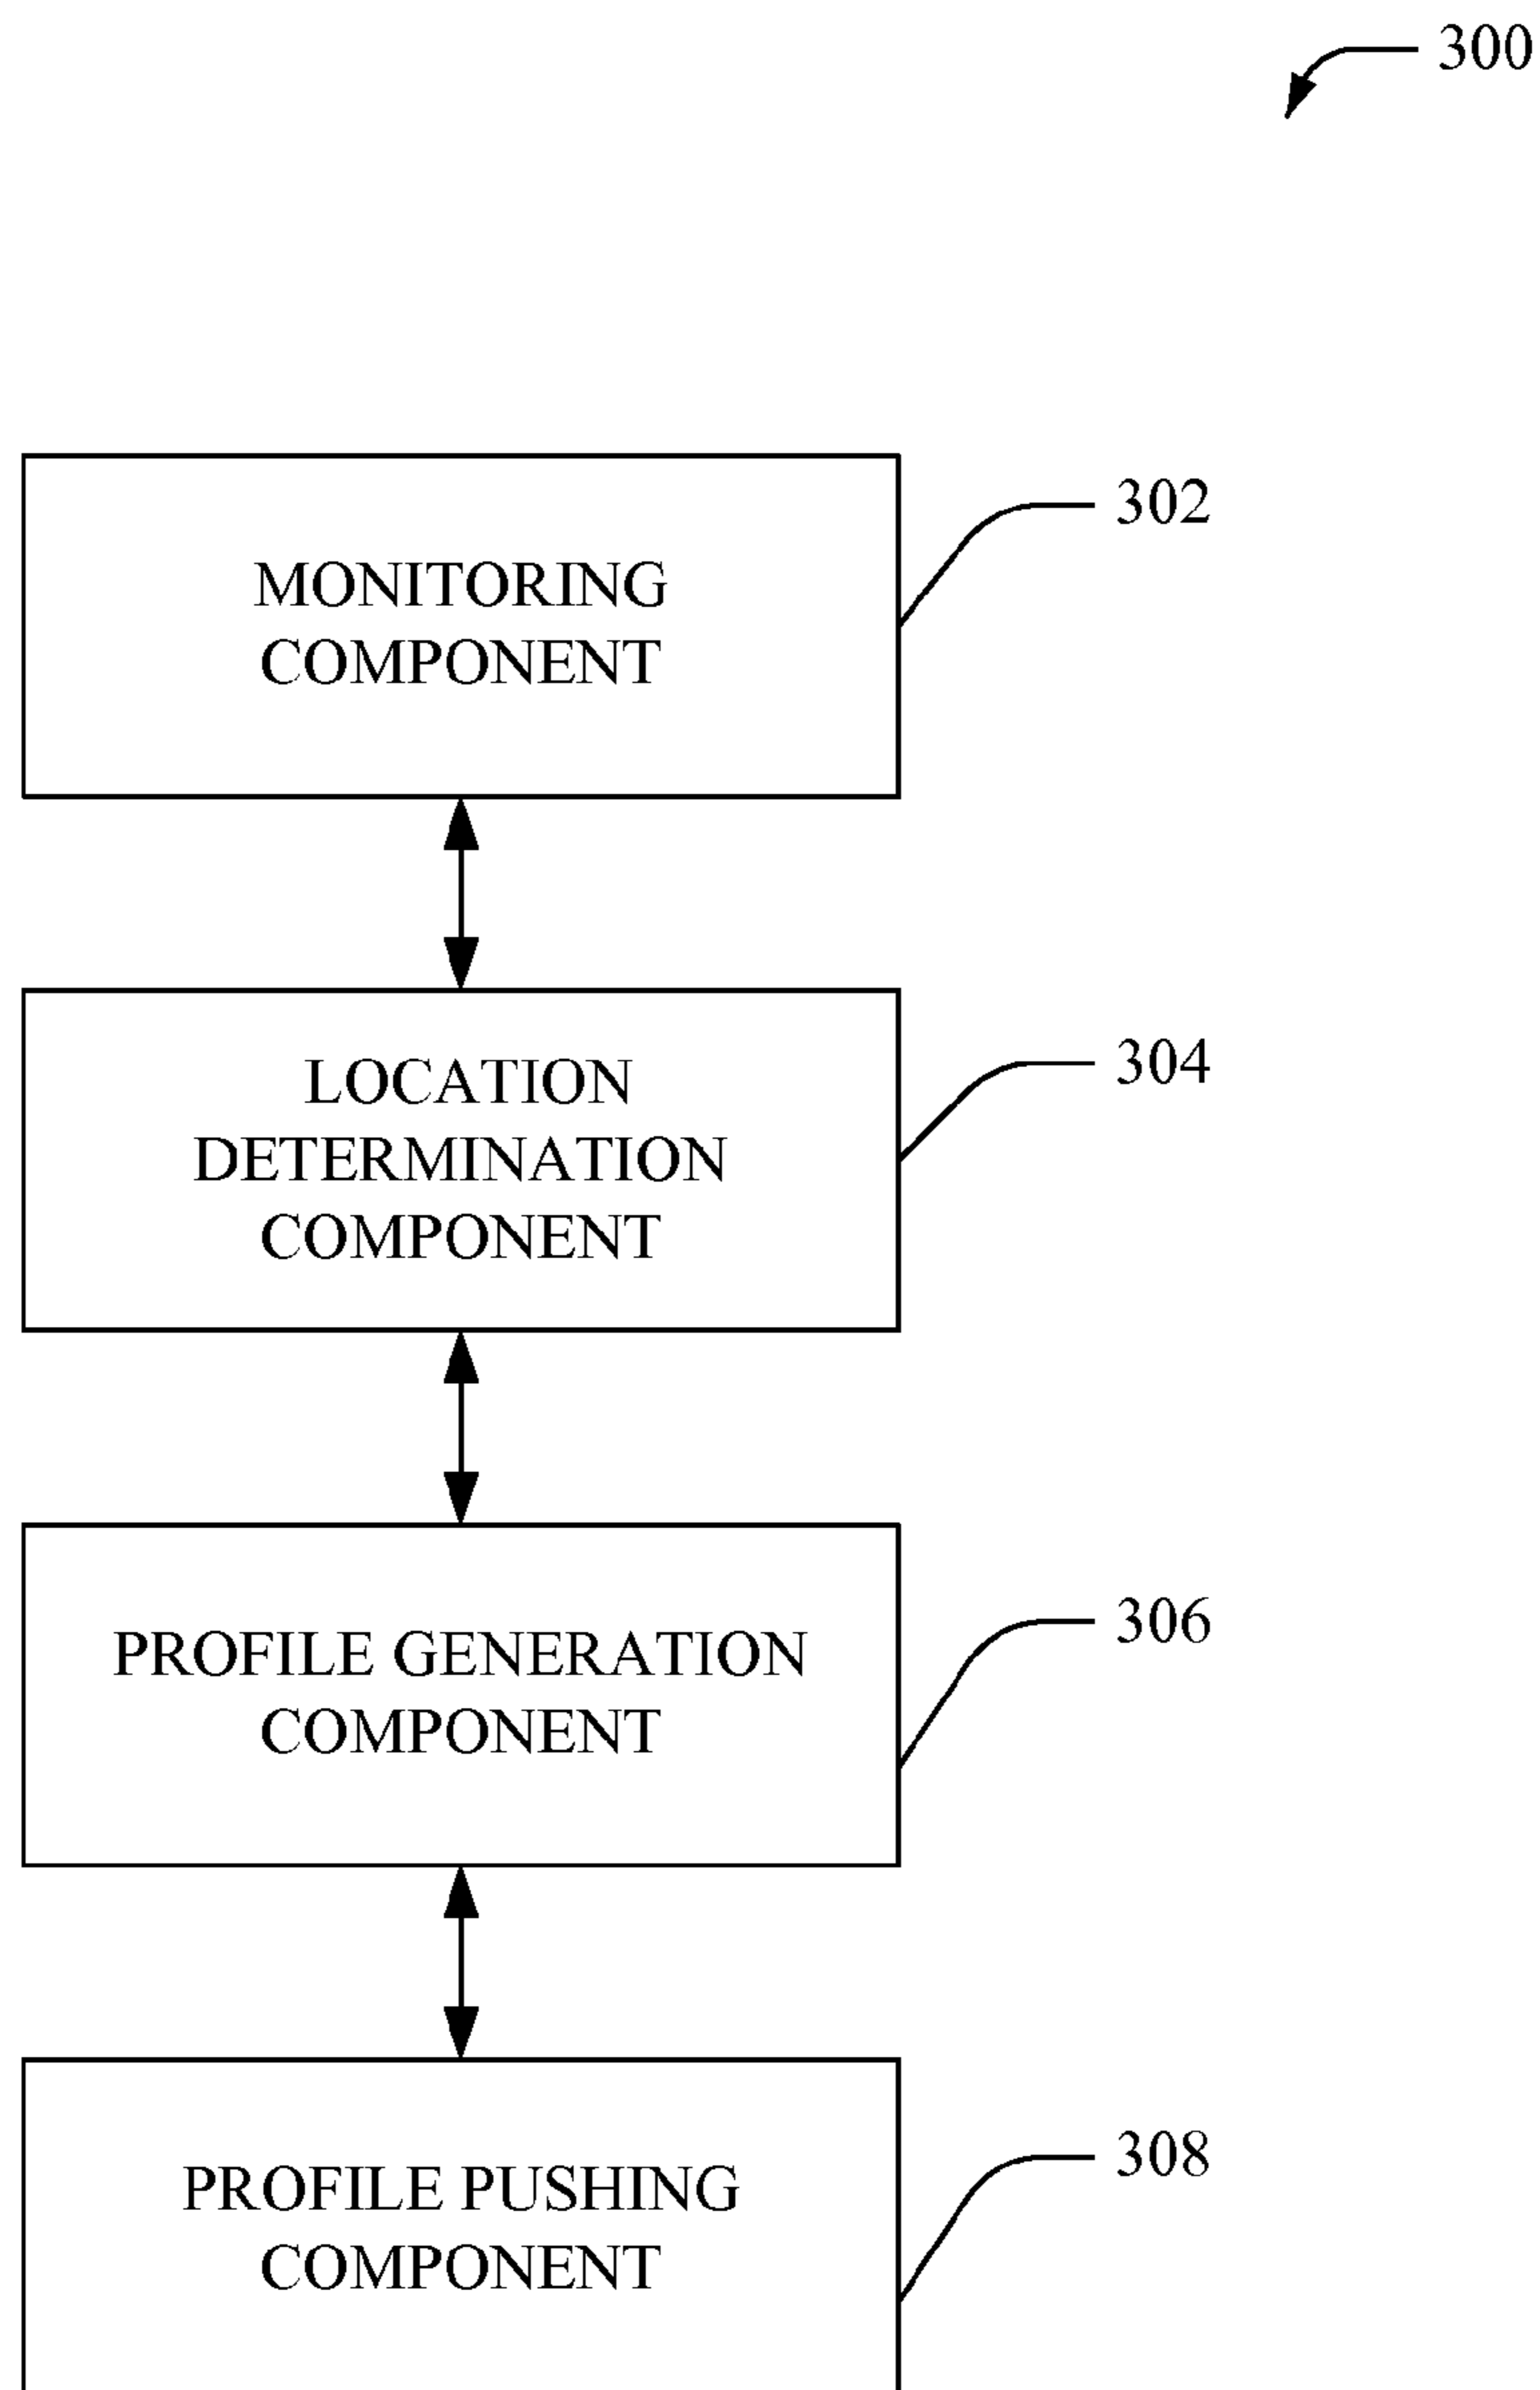 300
302
MONITORING
COMPONENT
304
LOCATION
DETERMINATION
COMPONENT
306
PROFILE GENERATION
COMPONENT
308
PROFILE PUSHING
COMPONENT